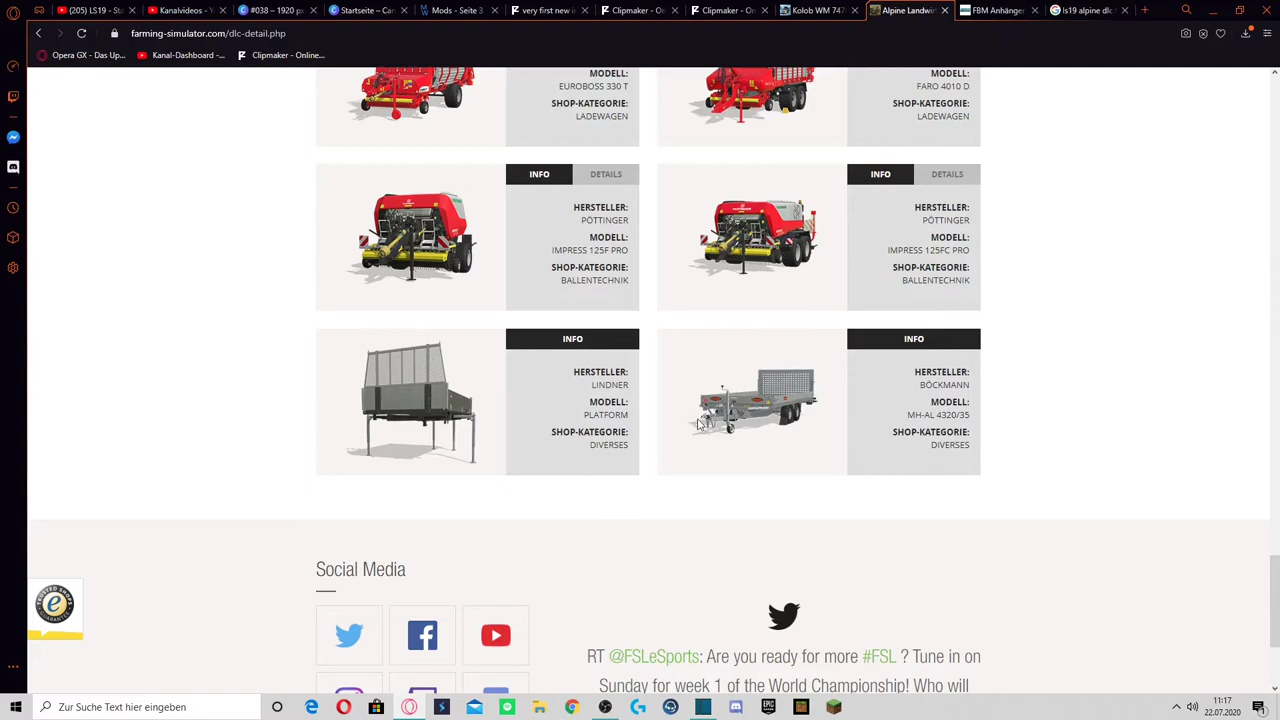 (205) LS19 - Sta
Kanalvideos - Y
#038 – 1920 p
Startseite – Can
Mods - Seite 3
very first new i
Clipmaker - On
Clipmaker - On
Kolob WM 747
Alpine Landwi
FBM Anhänger
ls19 alpine dlc
farming-simulator.com/dlc-detail.php
Opera GX - Das Up...
Kanal-Dashboard -...
Clipmaker - Online...
MODELL:
EUROBOSS 330 T
SHOP-KATEGORIE:
LADEWAGEN
MODELL:
FARO 4010 D
SHOP-KATEGORIE:
LADEWAGEN
INFO DETAILS
HERSTELLER:
PÖTTINGER
MODELL:
IMPRESS 125F PRO
SHOP-KATEGORIE:
BALLENTECHNIK
INFO DETAILS
HERSTELLER:
PÖTTINGER
MODELL:
IMPRESS 125FC PRO
SHOP-KATEGORIE:
BALLENTECHNIK
INFO
HERSTELLER:
LINDNER
MODELL:
PLATFORM
SHOP-KATEGORIE:
DIVERSES
INFO
HERSTELLER:
BÖCKMANN
MODELL:
MH-AL 4320/35
SHOP-KATEGORIE:
DIVERSES
Social Media
RT @FSLeSports: Are you ready for more #FSL ? Tune in on
Sunday for week 1 of the World Championship! Who will
Zur Suche Text hier eingeben
11:17
22.07.2020